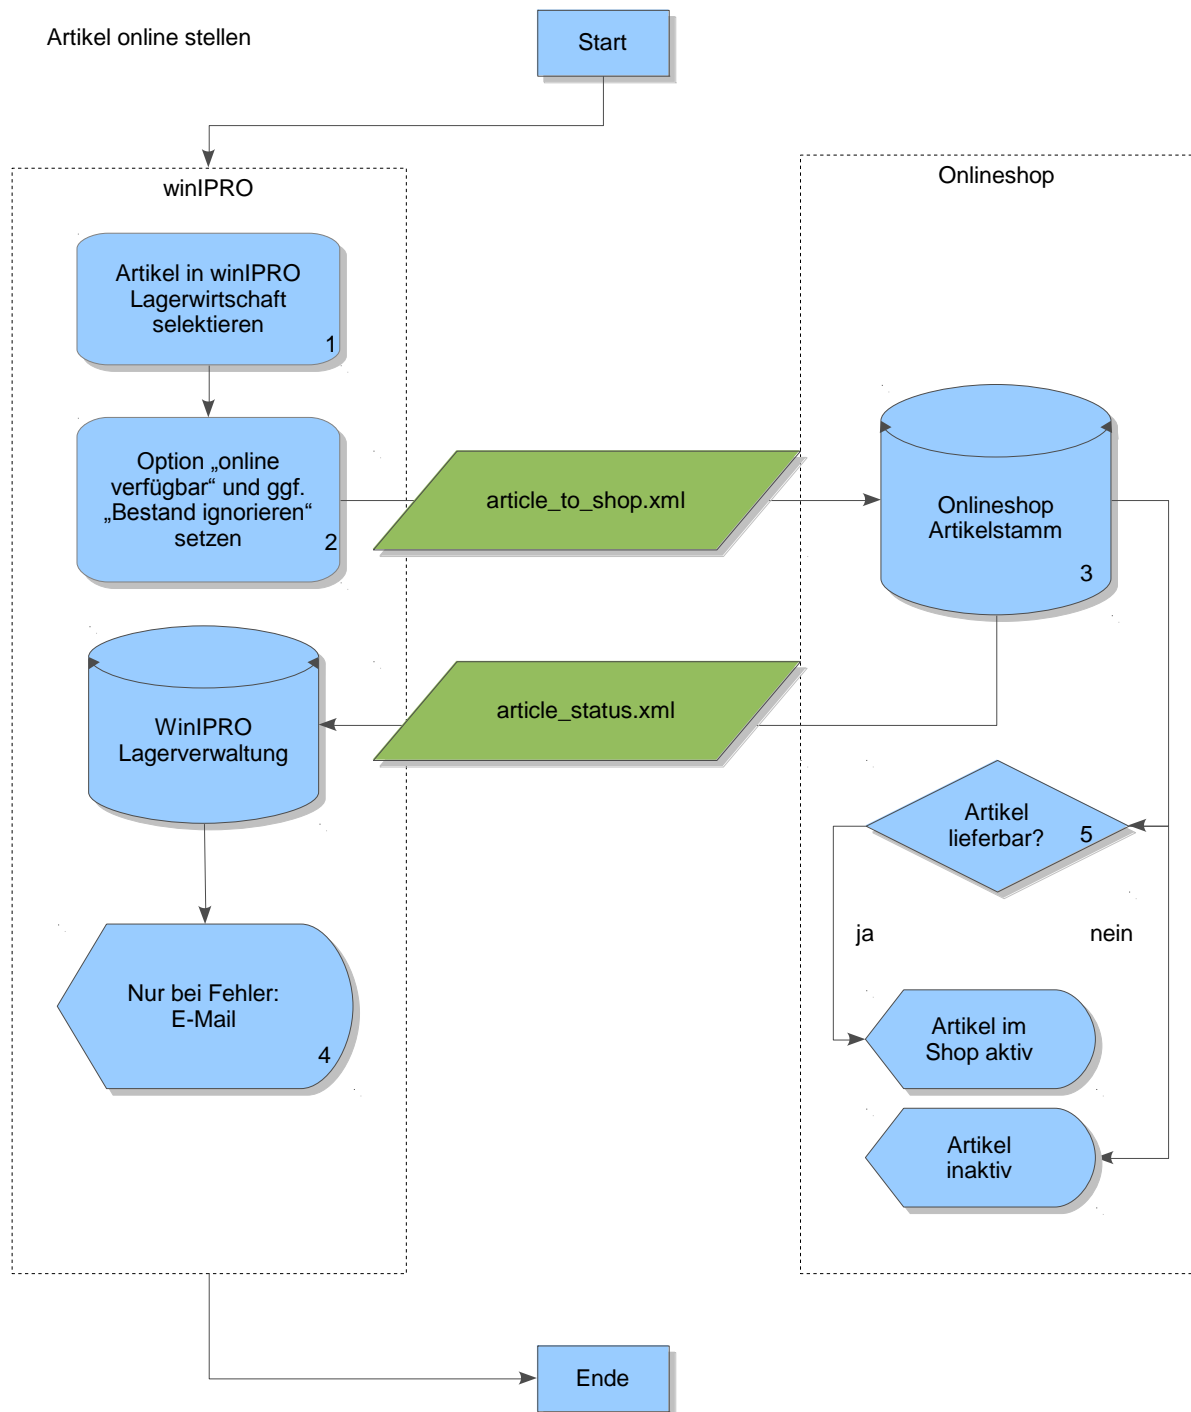 Artikel online stellen
Start
winIPRO
Onlineshop
Artikel in winIPRO
Lagerwirtschaft
selektieren
1
Option „online
verfügbar“ und ggf.
„Bestand ignorieren“
setzen
2
article_to_shop.xml
Onlineshop
Artikelstamm
3
WinIPRO
Lagerverwaltung
article_status.xml
Artikel
lieferbar?
5
ja
nein
Nur bei Fehler:
E-Mail
4
Artikel im
Shop aktiv
Artikel
inaktiv
Ende